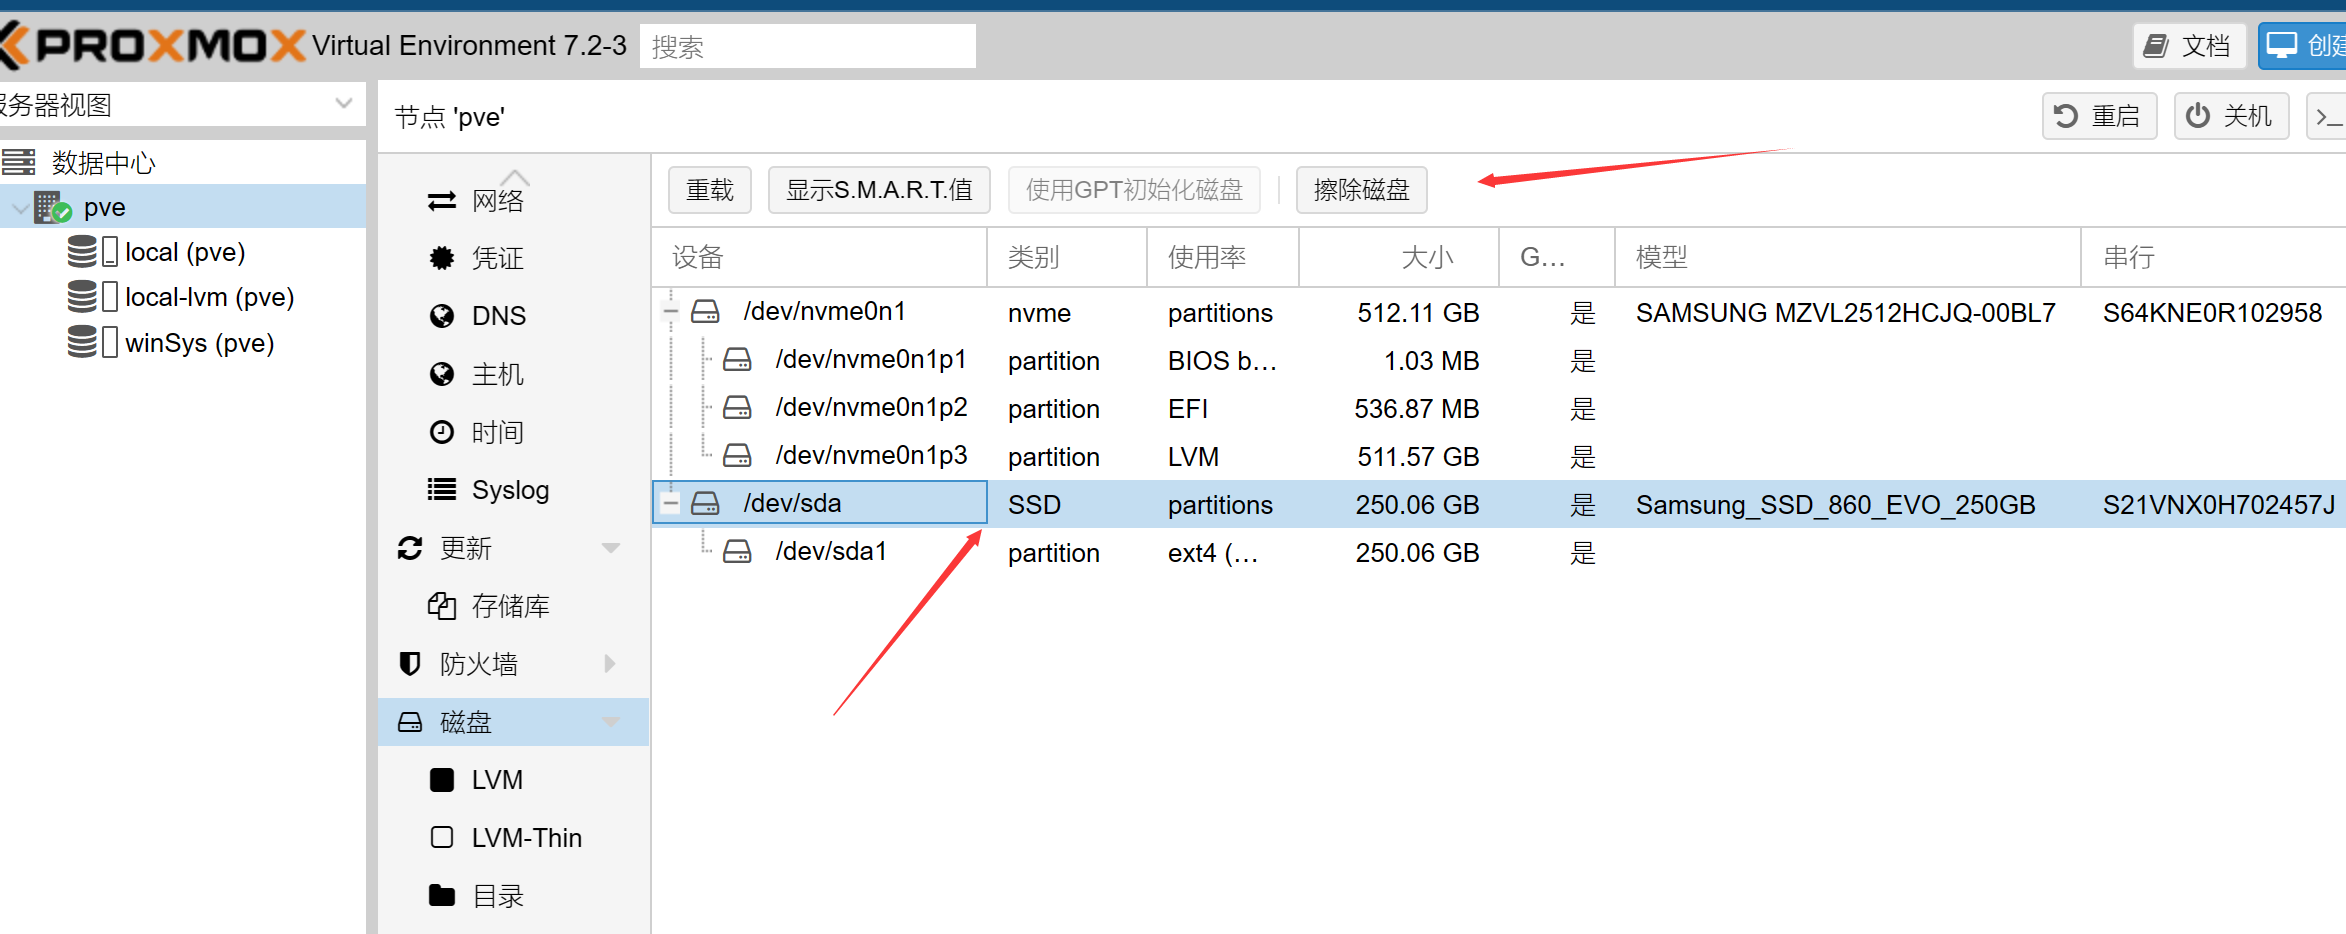 PROXMOX Virtual Environment 7.2-3 搜索 文档 创建
服务器视图
节点 'pve' 重启 关机
数据中心
pve
local (pve)
local-lvm (pve)
winSys (pve)
网络
凭证
DNS
主机
时间
Syslog
更新
存储库
防火墙
磁盘
LVM
LVM-Thin
目录
重载 显示S.M.A.R.T.值 使用GPT初始化磁盘 擦除磁盘
设备 类别 使用率 大小 G... 模型 串行
/dev/nvme0n1 nvme partitions 512.11 GB 是 SAMSUNG MZVL2512HCJQ-00BL7 S64KNE0R102958
/dev/nvme0n1p1 partition BIOS b... 1.03 MB 是
/dev/nvme0n1p2 partition EFI 536.87 MB 是
/dev/nvme0n1p3 partition LVM 511.57 GB 是
/dev/sda SSD partitions 250.06 GB 是 Samsung_SSD_860_EVO_250GB S21VNX0H702457J
/dev/sda1 partition ext4 (... 250.06 GB 是